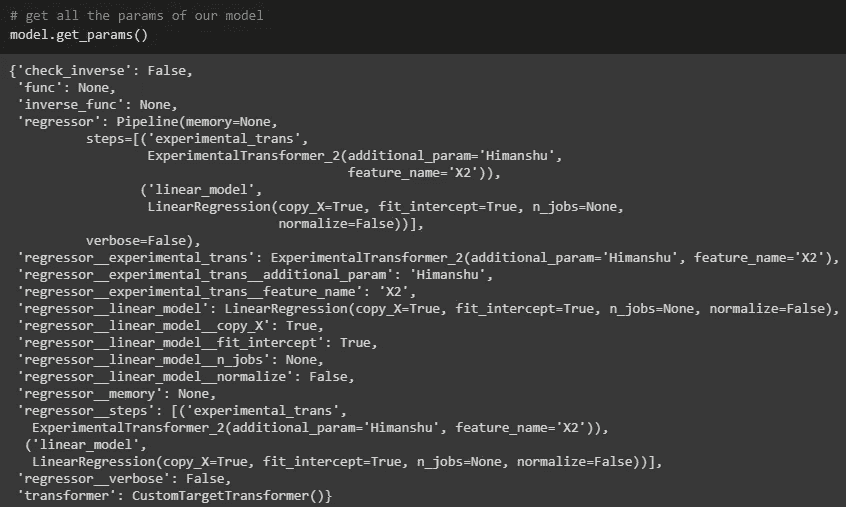 # get all the params of our model
model.get_params()
{'check_inverse': False,
 'func': None,
 'inverse_func': None,
 'regressor': Pipeline(memory=None,
          steps=[('experimental_trans',
                  ExperimentalTransformer_2(additional_param='Himanshu',
                                            feature_name='X2')),
                 ('linear_model',
                  LinearRegression(copy_X=True, fit_intercept=True, n_jobs=None,
                                   normalize=False))],
          verbose=False),
 'regressor__experimental_trans': ExperimentalTransformer_2(additional_param='Himanshu', feature_name='X2'),
 'regressor__experimental_trans__additional_param': 'Himanshu',
 'regressor__experimental_trans__feature_name': 'X2',
 'regressor__linear_model': LinearRegression(copy_X=True, fit_intercept=True, n_jobs=None, normalize=False),
 'regressor__linear_model__copy_X': True,
 'regressor__linear_model__fit_intercept': True,
 'regressor__linear_model__n_jobs': None,
 'regressor__linear_model__normalize': False,
 'regressor__memory': None,
 'regressor__steps': [('experimental_trans',
   ExperimentalTransformer_2(additional_param='Himanshu', feature_name='X2')),
  ('linear_model',
   LinearRegression(copy_X=True, fit_intercept=True, n_jobs=None, normalize=False))],
 'regressor__verbose': False,
 'transformer': CustomTargetTransformer()}